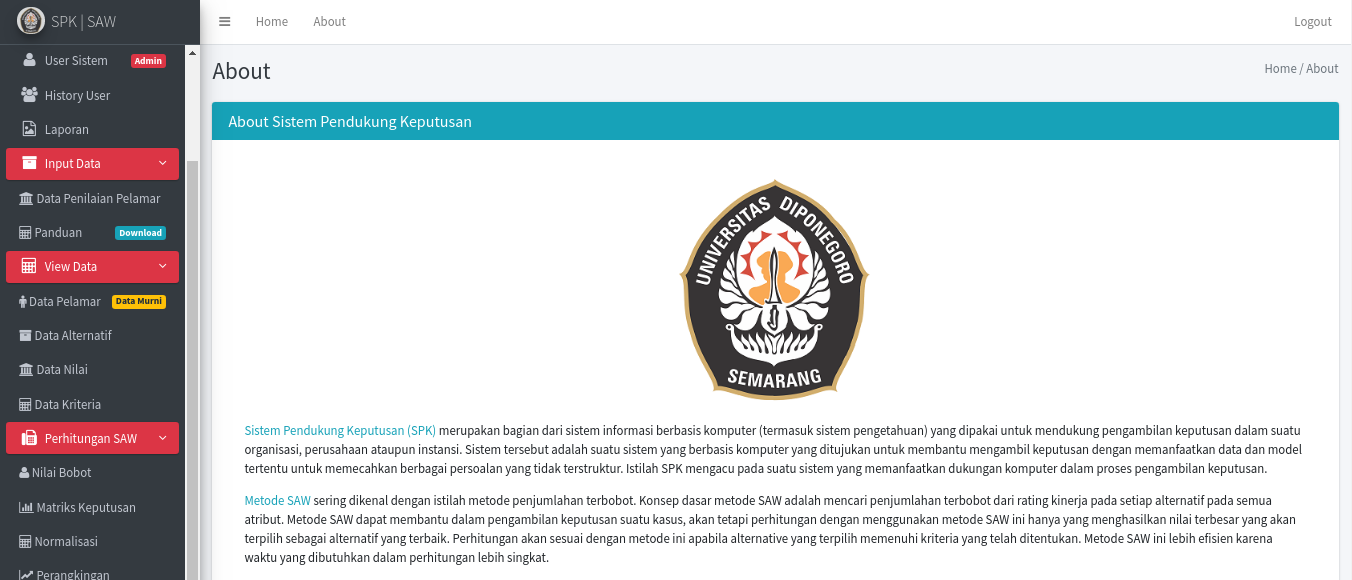 SPK | SAW
Home
About
Logout
User Sistem
Admin
History User
Laporan
Input Data
Data Penilaian Pelamar
Panduan
Download
View Data
Data Pelamar
Data Murni
Data Alternatif
Data Nilai
Data Kriteria
Perhitungan SAW
Nilai Bobot
Matriks Keputusan
Normalisasi
Perangkingan
About
Home / About
About Sistem Pendukung Keputusan
UNIVERSITAS DIPONEGORO
SEMARANG
Sistem Pendukung Keputusan (SPK) merupakan bagian dari sistem informasi berbasis komputer (termasuk sistem pengetahuan) yang dipakai untuk mendukung pengambilan keputusan dalam suatu
organisasi, perusahaan ataupun instansi. Sistem tersebut adalah suatu sistem yang berbasis komputer yang ditujukan untuk membantu mengambil keputusan dengan memanfaatkan data dan model
tertentu untuk memecahkan berbagai persoalan yang tidak terstruktur. Istilah SPK mengacu pada suatu sistem yang memanfaatkan dukungan komputer dalam proses pengambilan keputusan.
Metode SAW sering dikenal dengan istilah metode penjumlahan terbobot. Konsep dasar metode SAW adalah mencari penjumlahan terbobot dari rating kinerja pada setiap alternatif pada semua
atribut. Metode SAW dapat membantu dalam pengambilan keputusan suatu kasus, akan tetapi perhitungan dengan menggunakan metode SAW ini hanya yang menghasilkan nilai terbesar yang akan
terpilih sebagai alternatif yang terbaik. Perhitungan akan sesuai dengan metode ini apabila alternative yang terpilih memenuhi kriteria yang telah ditentukan. Metode SAW ini lebih efisien karena
waktu yang dibutuhkan dalam perhitungan lebih singkat.